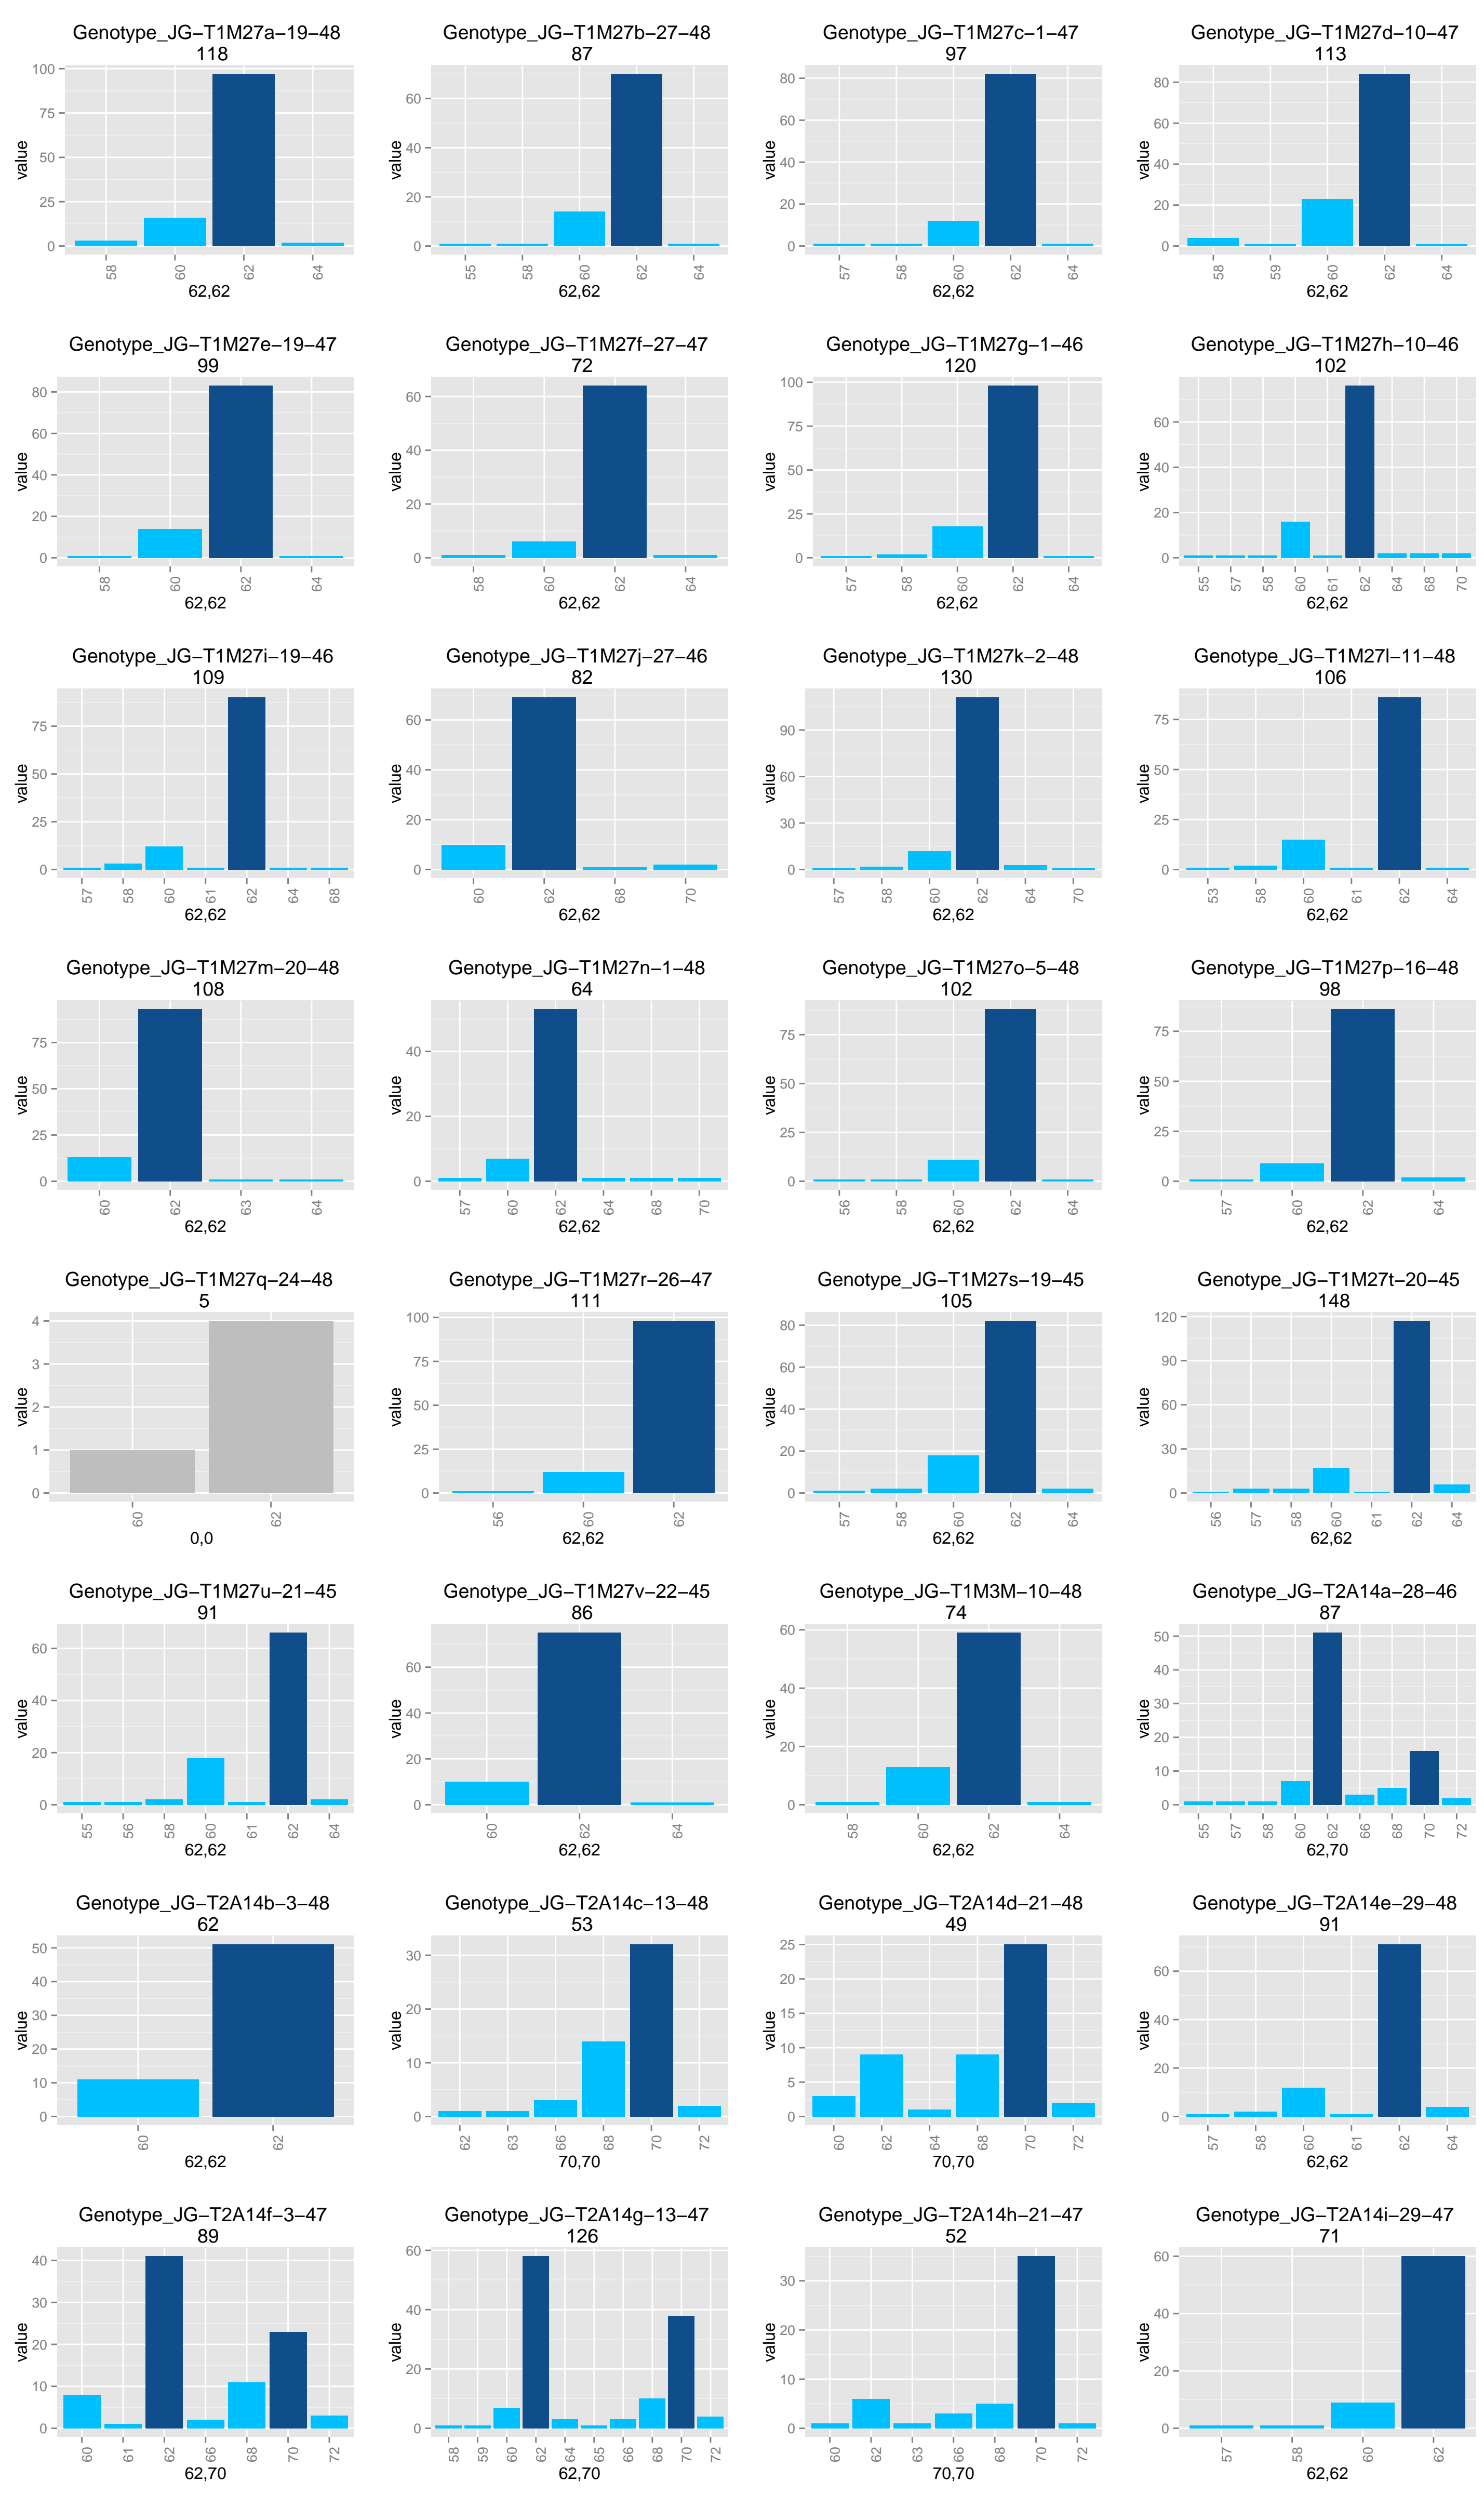 Genotype_JG−T1M27a−19−48
118
100
75
50
25
0
value
58 60 62 64
62,62
Genotype_JG−T1M27b−27−48
87
60
40
20
0
value
55 58 60 62 64
62,62
Genotype_JG−T1M27c−1−47
97
80
60
40
20
0
value
57 58 60 62 64
62,62
Genotype_JG−T1M27d−10−47
113
80
60
40
20
0
value
58 59 60 62 64
62,62
Genotype_JG−T1M27e−19−47
99
80
60
40
20
0
value
58 60 62 64
62,62
Genotype_JG−T1M27f−27−47
72
60
40
20
0
value
58 60 62 64
62,62
Genotype_JG−T1M27g−1−46
120
100
75
50
25
0
value
57 58 60 62 64
62,62
Genotype_JG−T1M27h−10−46
102
60
40
20
0
value
55 57 58 60 61 62 64 68 70
62,62
Genotype_JG−T1M27i−19−46
109
75
50
25
0
value
57 58 60 61 62 64 68
62,62
Genotype_JG−T1M27j−27−46
82
60
40
20
0
value
60 62 68 70
62,62
Genotype_JG−T1M27k−2−48
130
90
60
30
0
value
57 58 60 62 64 70
62,62
Genotype_JG−T1M27l−11−48
106
75
50
25
0
value
53 58 60 61 62 64
62,62
Genotype_JG−T1M27m−20−48
108
75
50
25
0
value
60 62 63 64
62,62
Genotype_JG−T1M27n−1−48
64
40
20
0
value
57 60 62 64 68 70
62,62
Genotype_JG−T1M27o−5−48
102
75
50
25
0
value
56 58 60 62 64
62,62
Genotype_JG−T1M27p−16−48
98
75
50
25
0
value
57 60 62 64
62,62
Genotype_JG−T1M27q−24−48
5
4
3
2
1
0
value
60 62
0,0
Genotype_JG−T1M27r−26−47
111
100
75
50
25
0
value
56 60 62
62,62
Genotype_JG−T1M27s−19−45
105
80
60
40
20
0
value
57 58 60 62 64
62,62
Genotype_JG−T1M27t−20−45
148
120
90
60
30
0
value
56 57 58 60 61 62 64
62,62
Genotype_JG−T1M27u−21−45
91
60
40
20
0
value
55 56 58 60 61 62 64
62,62
Genotype_JG−T1M27v−22−45
86
60
40
20
0
value
60 62 64
62,62
Genotype_JG−T1M3M−10−48
74
60
40
20
0
value
58 60 62 64
62,62
Genotype_JG−T2A14a−28−46
87
50
40
30
20
10
0
value
55 57 58 60 62 66 68 70 72
62,70
Genotype_JG−T2A14b−3−48
62
50
40
30
20
10
0
value
60 62
62,62
Genotype_JG−T2A14c−13−48
53
30
20
10
0
value
62 63 66 68 70 72
70,70
Genotype_JG−T2A14d−21−48
49
25
20
15
10
5
0
value
60 62 64 68 70 72
70,70
Genotype_JG−T2A14e−29−48
91
60
40
20
0
value
57 58 60 61 62 64
62,62
Genotype_JG−T2A14f−3−47
89
40
30
20
10
0
value
60 61 62 66 68 70 72
62,70
Genotype_JG−T2A14g−13−47
126
60
40
20
0
value
58 59 60 62 64 65 66 68 70 72
62,70
Genotype_JG−T2A14h−21−47
52
30
20
10
0
value
60 62 63 66 68 70 72
70,70
Genotype_JG−T2A14i−29−47
71
60
40
20
0
value
57 58 60 62
62,62